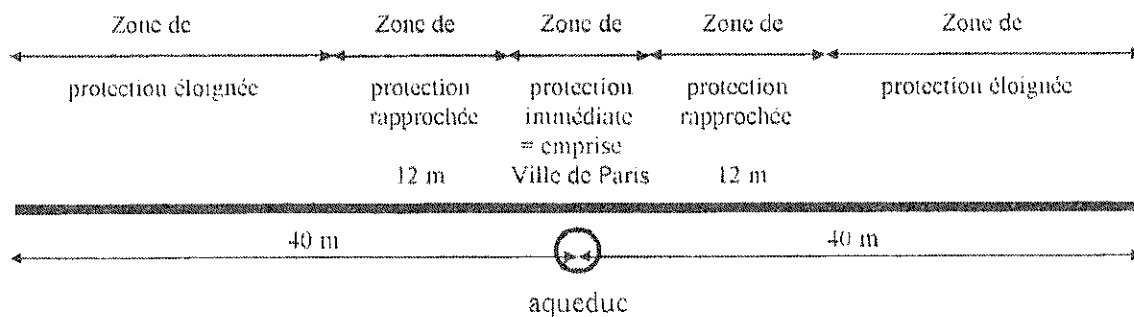 Zone de Zone de Zone de Zone de Zone de
protection éloignée protection protection protection protection éloignée
rapprochée immédiate rapprochée
= emprise
12 m Ville de Paris 12 m
40 m 40 m
aqueduc